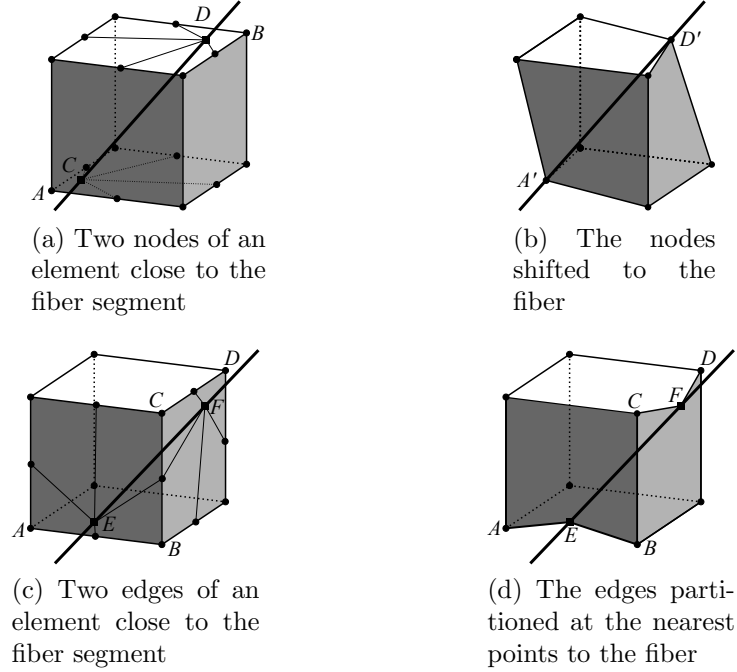 D
B
C
A
D′
A′
(a) Two nodes of an
element close to the
fiber segment
(b) The nodes
shifted to the
fiber
D
C
F
A
E
B
D
C
F
A
E
B
(c) Two edges of an
element close to the
fiber segment
(d) The edges parti-
tioned at the nearest
points to the fiber